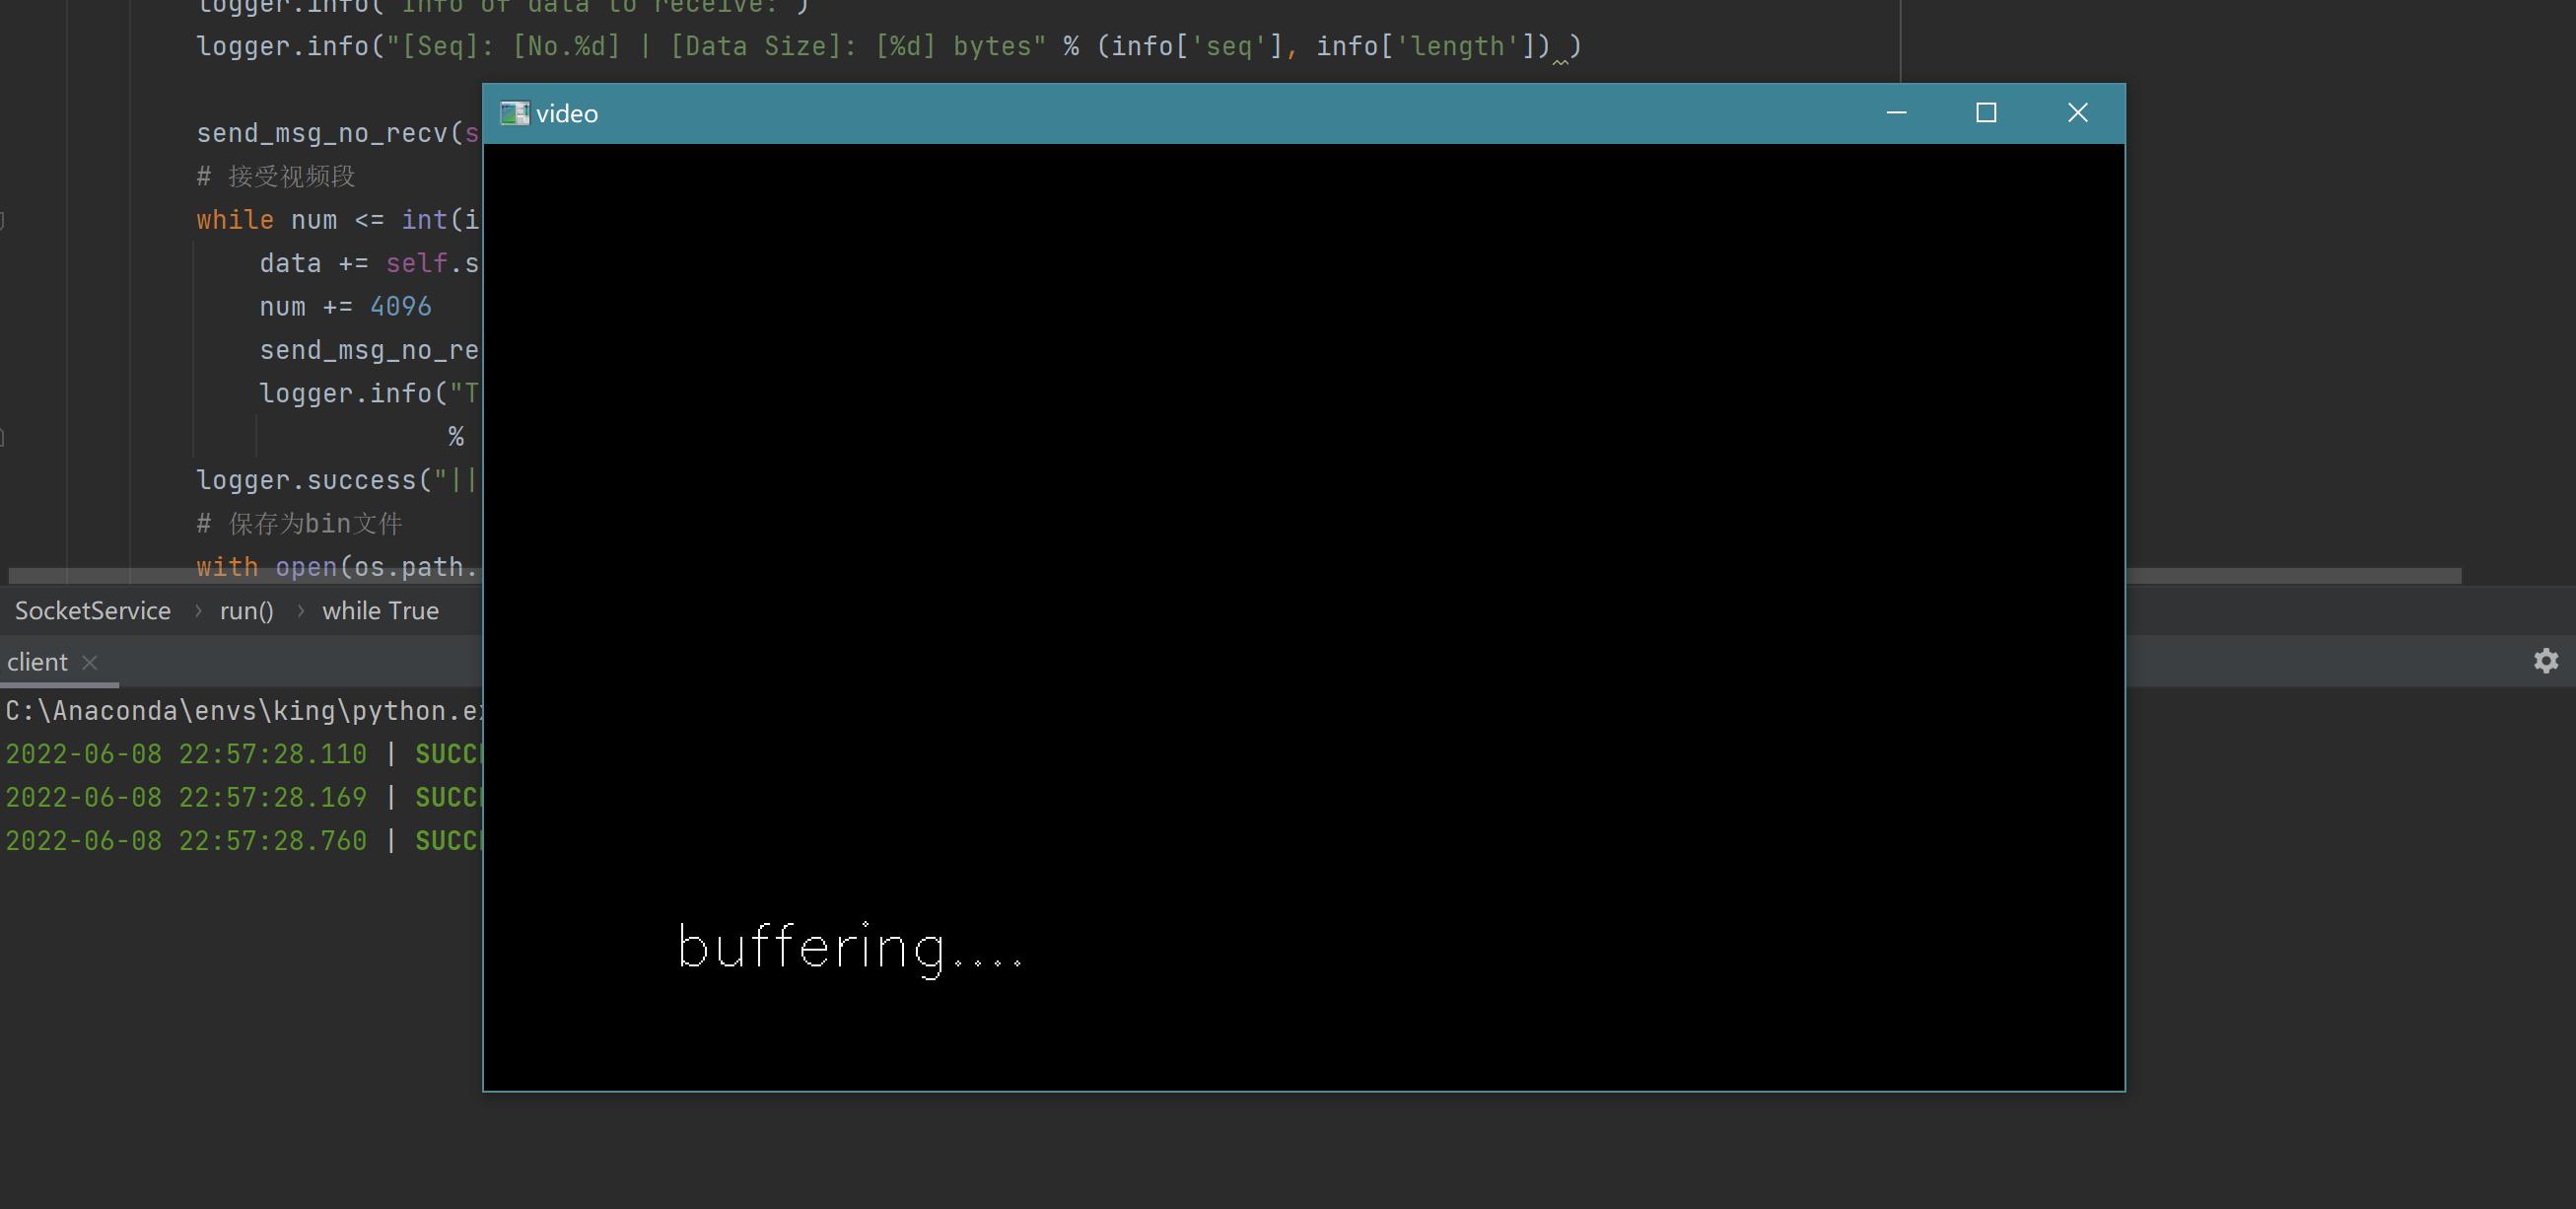 logger.info("Info of data to receive:")
logger.info("[Seq]: [No.%d] | [Data Size]: [%d] bytes" % (info['seq'], info['length']) )
video
send_msg_no_recv(s
# 接受视频段
while num <= int(i
data += self.s
num += 4096
send_msg_no_re
logger.info("T
%
logger.success("||
# 保存为bin文件
with open(os.path.
SocketService › run() › while True
client
C:\Anaconda\envs\king\python.ex
2022-06-08 22:57:28.110 | SUCC
2022-06-08 22:57:28.169 | SUCC
2022-06-08 22:57:28.760 | SUCC
buffering....